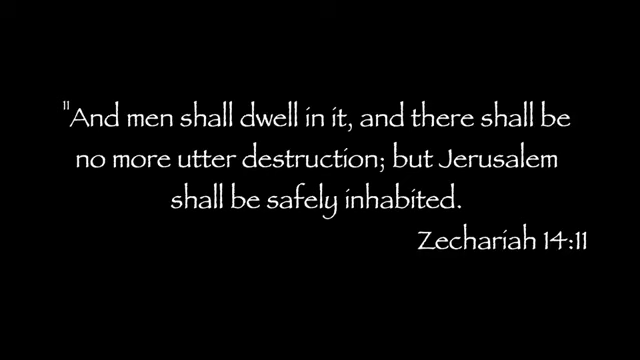 "And men shall dwell in it, and there shall be
no more utter destruction; but Jerusalem
shall be safely inhabited.
Zechariah 14:11